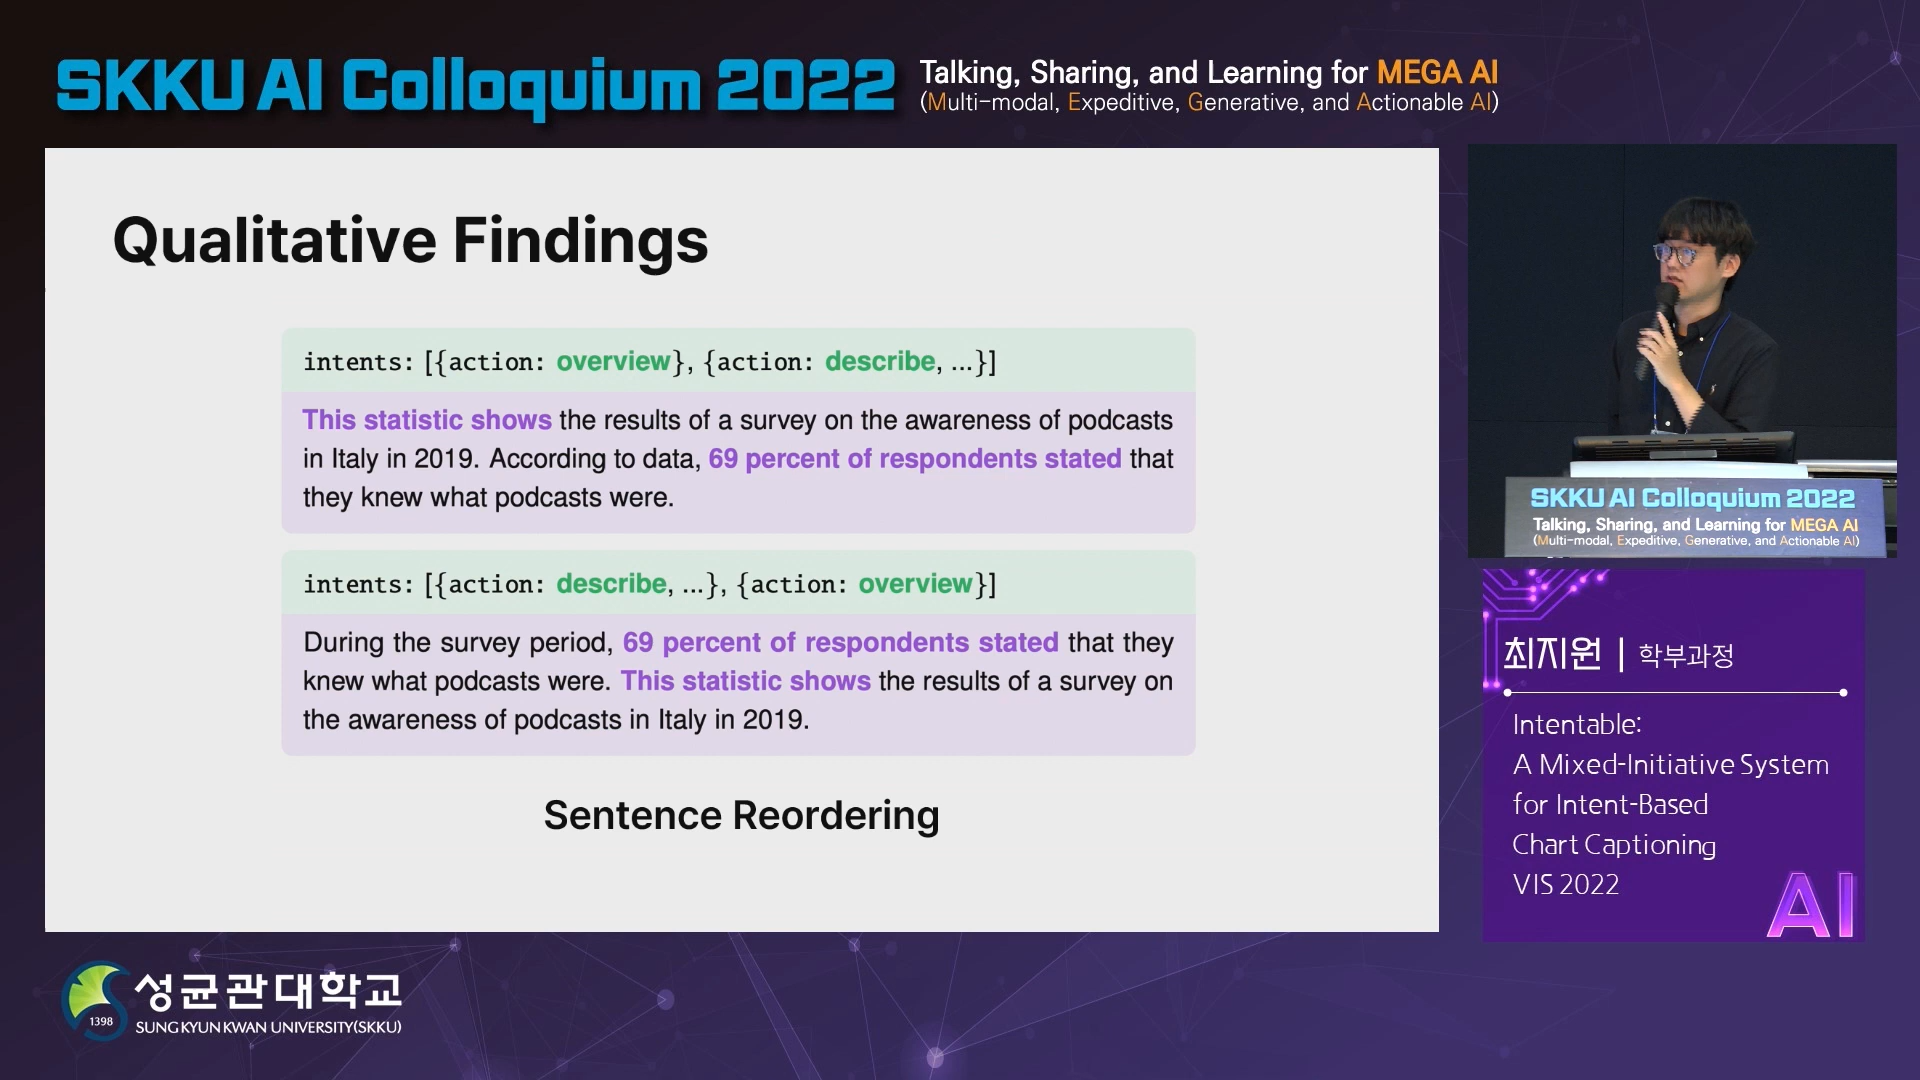 SKKU AI Colloquium 2022
Talking, Sharing, and Learning for MEGA AI
(Multi-modal, Expeditive, Generative, and Actionable AI)
Qualitative Findings
intents: [{action: overview}, {action: describe, ...}]
This statistic shows the results of a survey on the awareness of podcasts
in Italy in 2019. According to data, 69 percent of respondents stated that
they knew what podcasts were.
intents: [{action: describe, ...}, {action: overview}]
During the survey period, 69 percent of respondents stated that they
knew what podcasts were. This statistic shows the results of a survey on
the awareness of podcasts in Italy in 2019.
Sentence Reordering
SKKU AI Colloquium 2022
Talking, Sharing, and Learning for MEGA AI
(Multi-modal, Expeditive, Generative, and Actionable AI)
최지원 | 학부과정
Intentable:
A Mixed-Initiative System
for Intent-Based
Chart Captioning
VIS 2022
AI
1398
성균관대학교
SUNG KYUN KWAN UNIVERSITY(SKKU)